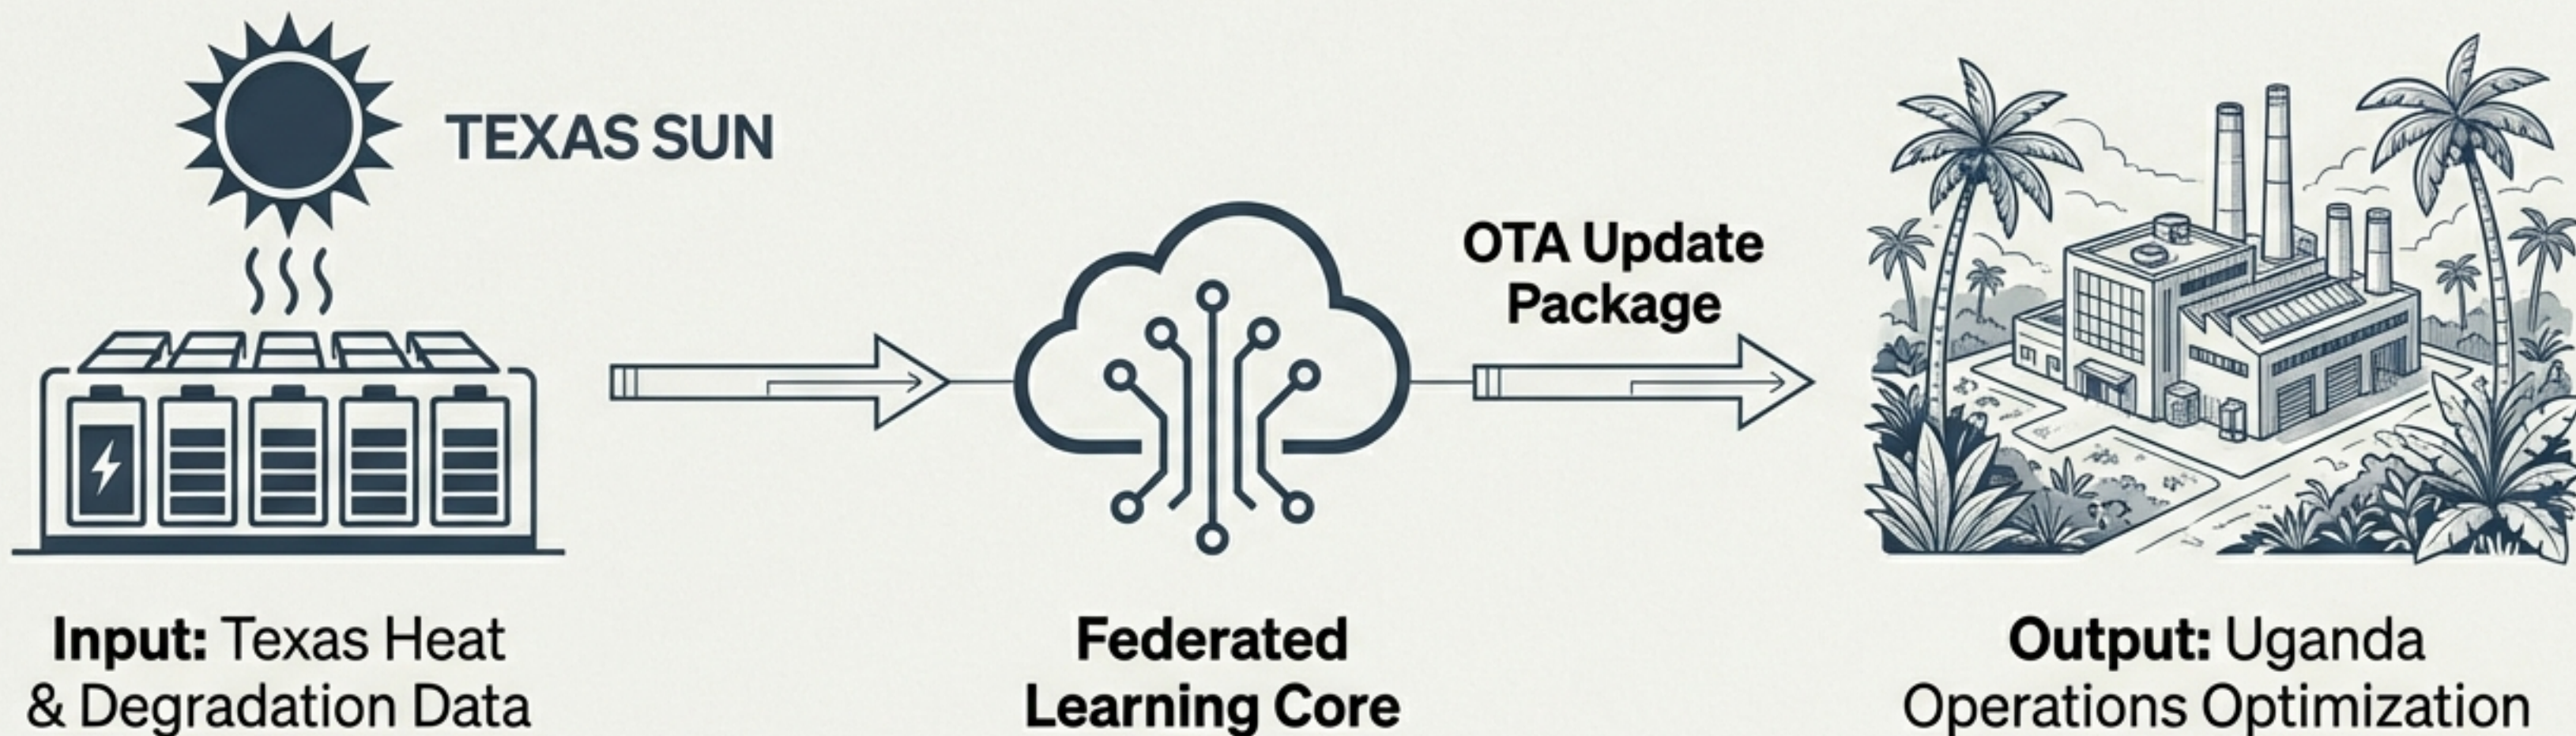 TEXAS SUN
OTA Update
Package
Input: Texas Heat
& Degradation Data
Federated
Learning Core
Output: Uganda
Operations Optimization